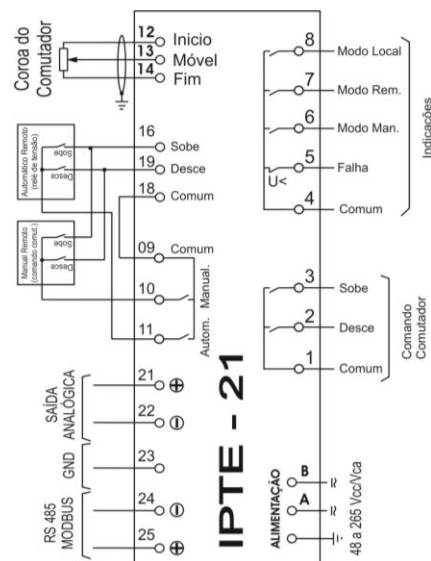 Coroa do
Comutador
12 Inicio
13 Móvel
14 Fim
Automático Remoto
(relé de tensão)
Sobe
Desce
Manual Remoto
(comando comut.)
Sobe
Desce
16 Sobe
19 Desce
18 Comum
09 Comum
10
11
Autom. Manual.
SAÍDA
ANALÓGICA
21 +
22 −
GND
23
RS 485
MODBUS
24 −
25 +
IPTE - 21
8 Modo Local
7 Modo Rem.
6 Modo Man.
5 Falha
U<
4 Comum
Indicações
3 Sobe
2 Desce
1 Comum
Comando
Comutador
ALIMENTAÇÃO
B
A
48 a 265 Vcc/Vca